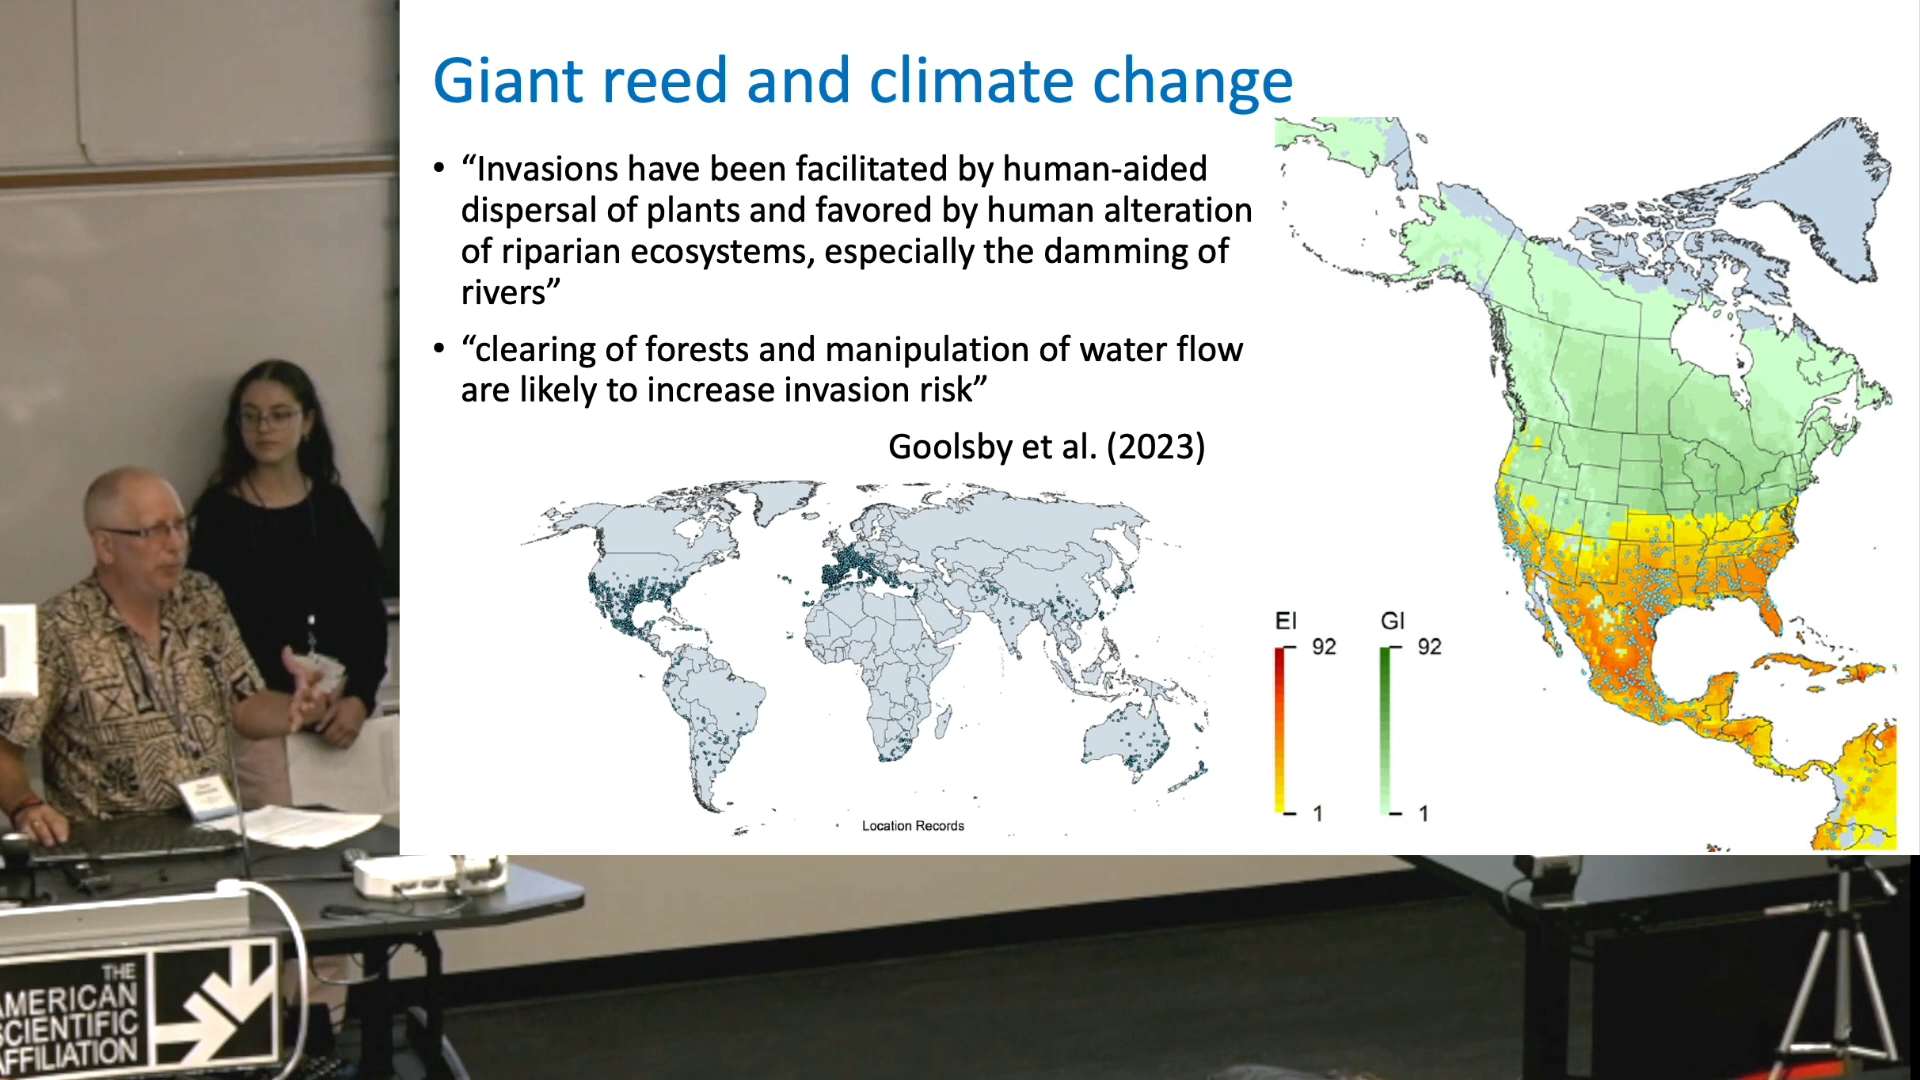 Giant reed and climate change
• “Invasions have been facilitated by human-aided
dispersal of plants and favored by human alteration
of riparian ecosystems, especially the damming of
rivers”
• “clearing of forests and manipulation of water flow
are likely to increase invasion risk”
Goolsby et al. (2023)
Location Records
EI
92
1
GI
92
1
THE
AMERICAN
SCIENTIFIC
AFFILIATION